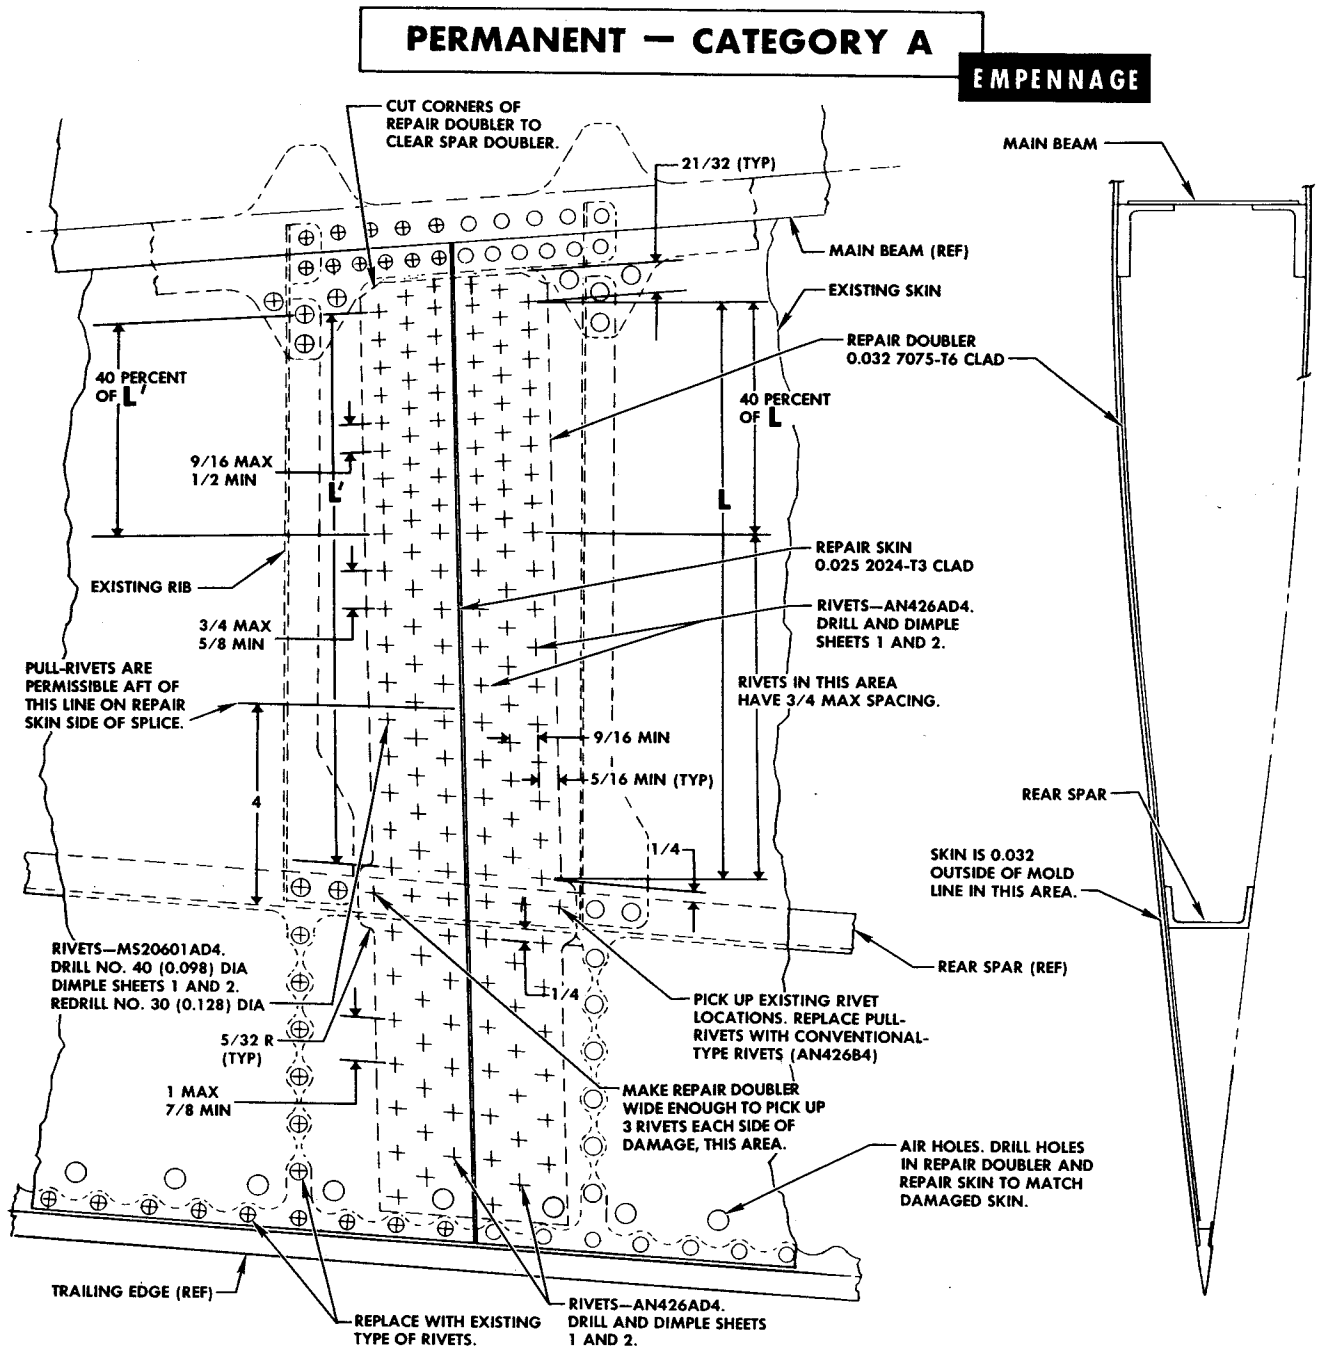 PERMANENT — CATEGORY A
EMPENNAGE
CUT CORNERS OF
REPAIR DOUBLER TO
CLEAR SPAR DOUBLER.
21/32 (TYP)
MAIN BEAM
MAIN BEAM (REF)
EXISTING SKIN
REPAIR DOUBLER
0.032 7075-T6 CLAD
40 PERCENT
OF L'
40 PERCENT
OF L
9/16 MAX
1/2 MIN
L'
L
REPAIR SKIN
0.025 2024-T3 CLAD
EXISTING RIB
3/4 MAX
5/8 MIN
RIVETS—AN426AD4.
DRILL AND DIMPLE
SHEETS 1 AND 2.
PULL-RIVETS ARE
PERMISSIBLE AFT OF
THIS LINE ON REPAIR
SKIN SIDE OF SPLICE.
RIVETS IN THIS AREA
HAVE 3/4 MAX SPACING.
9/16 MIN
5/16 MIN (TYP)
4
REAR SPAR
1/4
SKIN IS 0.032
OUTSIDE OF MOLD
LINE IN THIS AREA.
RIVETS—MS20601AD4.
DRILL NO. 40 (0.098) DIA
DIMPLE SHEETS 1 AND 2.
REDRILL NO. 30 (0.128) DIA
REAR SPAR (REF)
1/4
PICK UP EXISTING RIVET
LOCATIONS. REPLACE PULL-
RIVETS WITH CONVENTIONAL-
TYPE RIVETS (AN426B4)
5/32 R
(TYP)
1 MAX
7/8 MIN
MAKE REPAIR DOUBLER
WIDE ENOUGH TO PICK UP
3 RIVETS EACH SIDE OF
DAMAGE, THIS AREA.
AIR HOLES. DRILL HOLES
IN REPAIR DOUBLER AND
REPAIR SKIN TO MATCH
DAMAGED SKIN.
TRAILING EDGE (REF)
REPLACE WITH EXISTING
TYPE OF RIVETS.
RIVETS—AN426AD4.
DRILL AND DIMPLE SHEETS
1 AND 2.